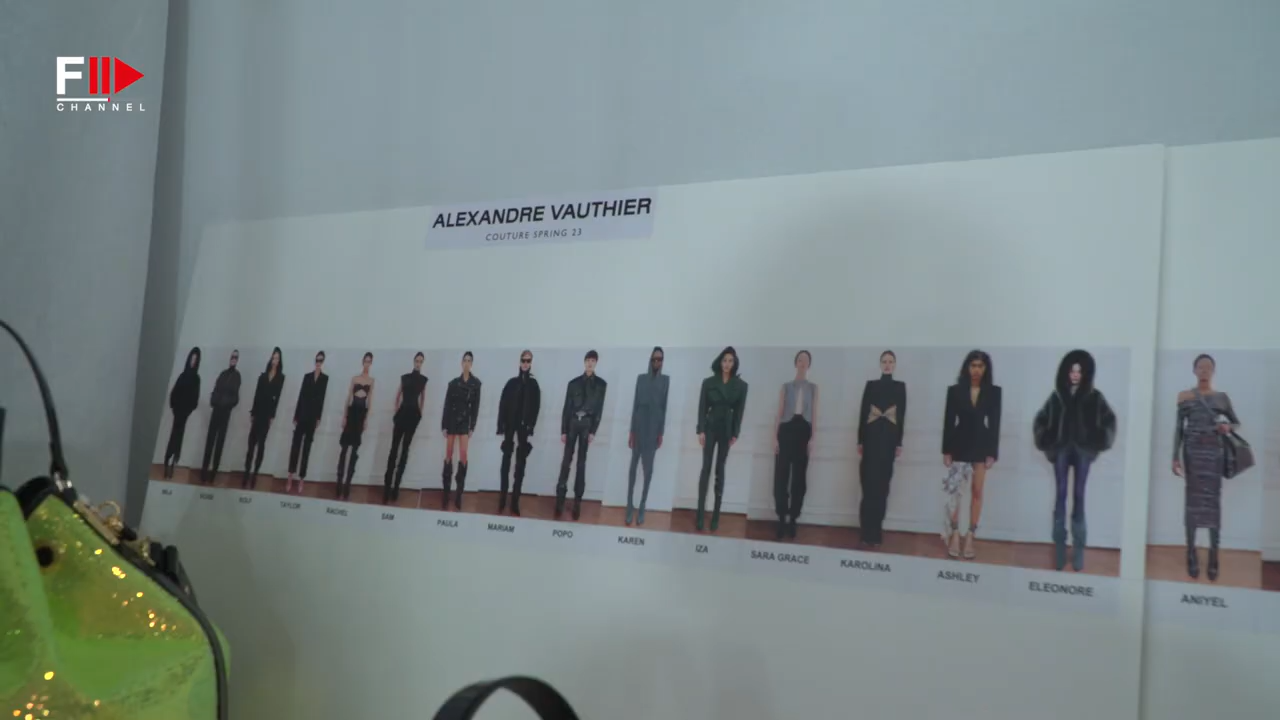 F
CHANNEL
ALEXANDRE VAUTHIER
COUTURE SPRING 23
ROLF
TAYLOR
RACHEL
SAM
PAULA
MARIAM
POPO
KAREN
IZA
SARA GRACE
KAROLINA
ASHLEY
ELEONORE
ANIYEL